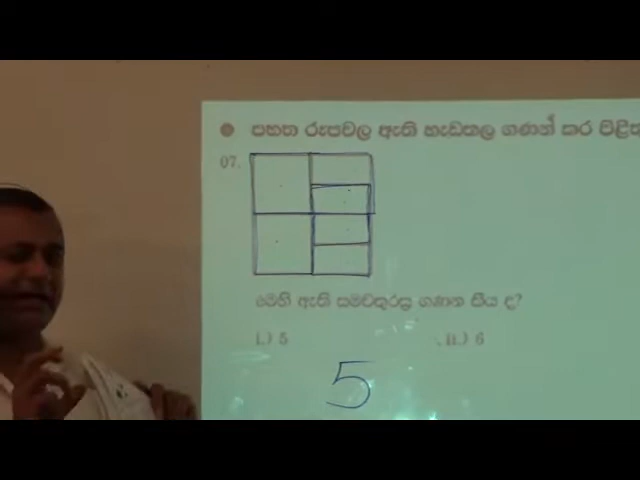 පහත රූපවල ඇති හැඩතල ගණන් කර පිළිතු
07.
මෙහි ඇති සමචතුරස්‍ර ගණන කීය ද?
I.) 5 II.) 6
5